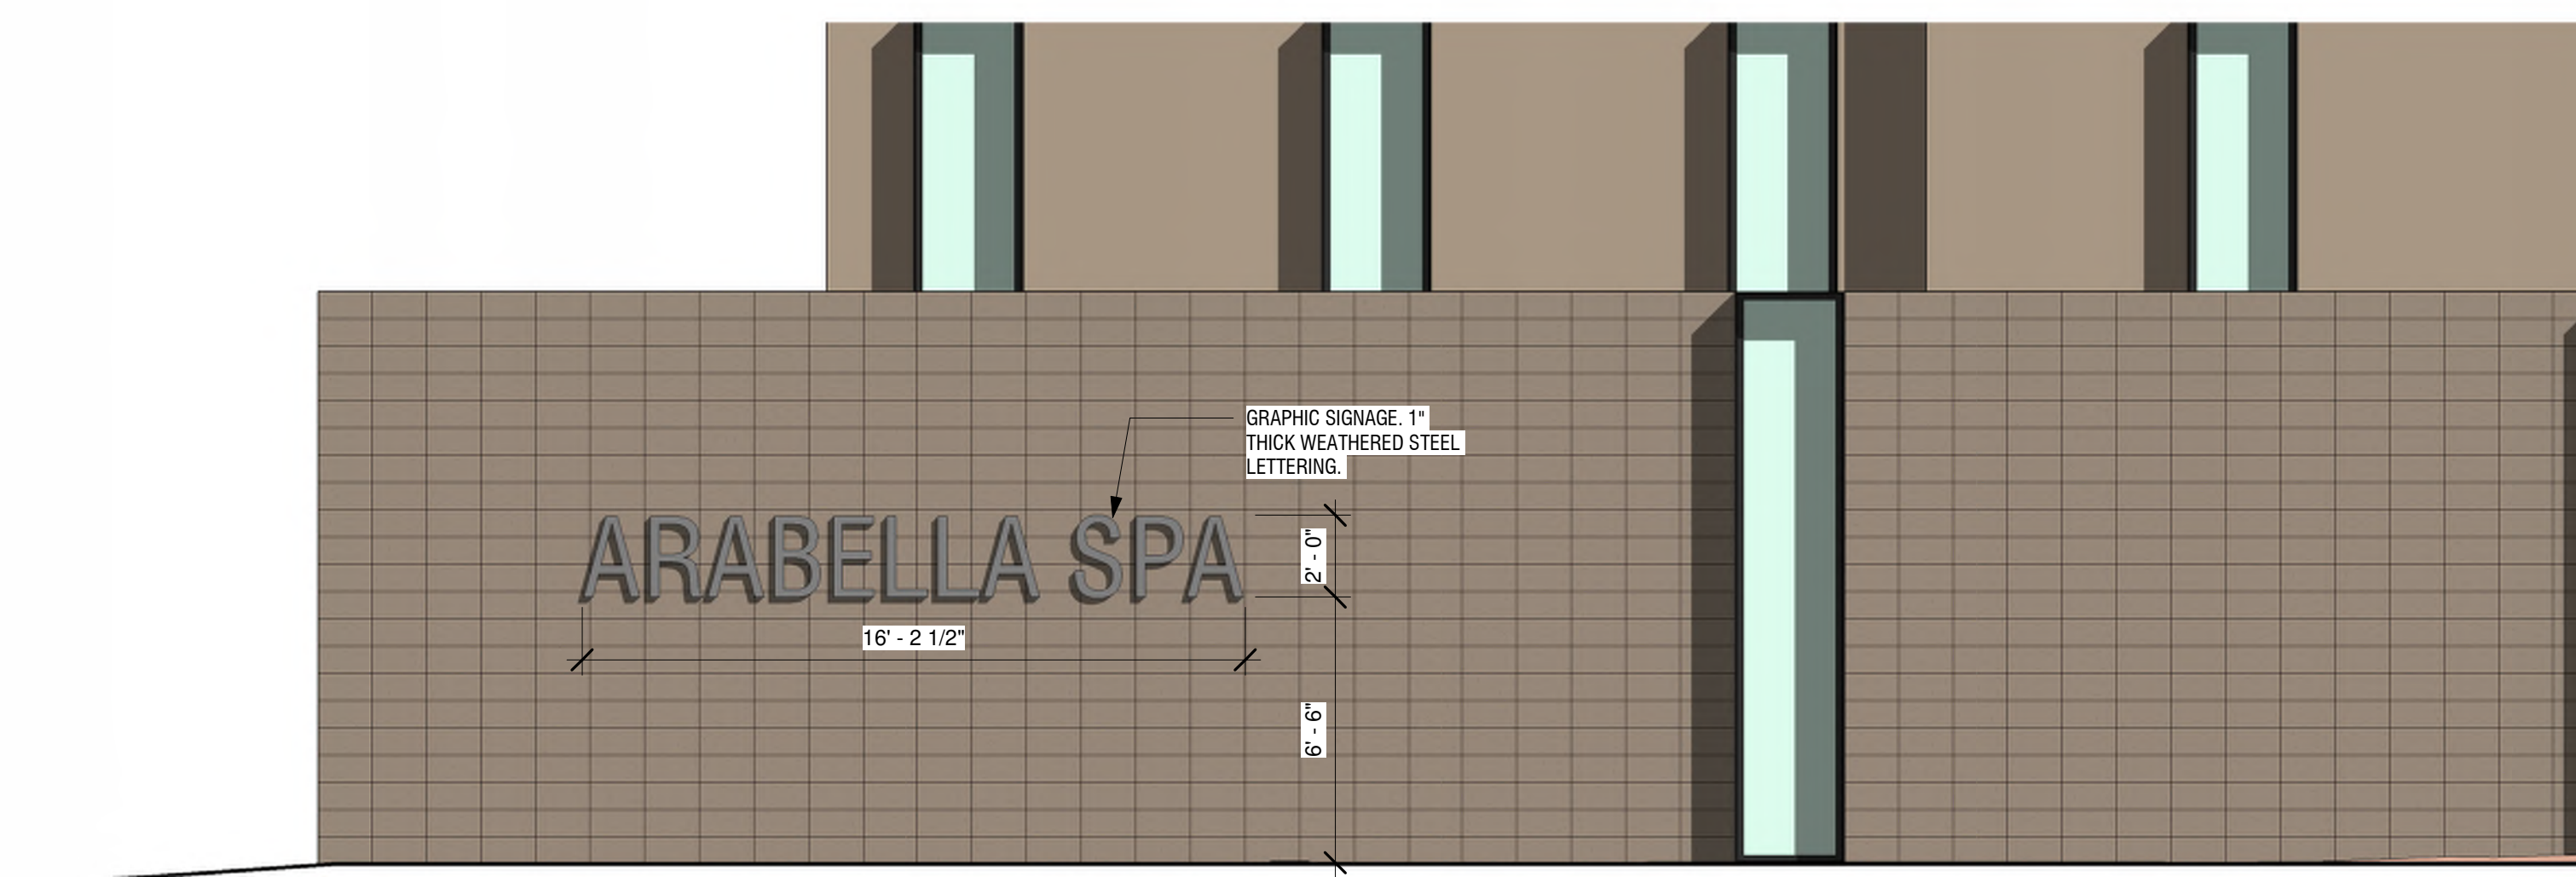 GRAPHIC SIGNAGE. 1"
THICK WEATHERED STEEL
LETTERING.
ARABELLA SPA
2' - 0"
16' - 2 1/2"
6' - 6"